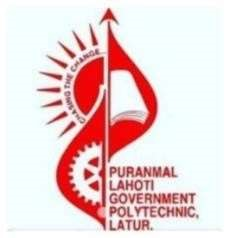 CHASING THE CHANGE
PURANMAL
LAHOTI
GOVERNMENT
POLYTECHNIC,
LATUR.